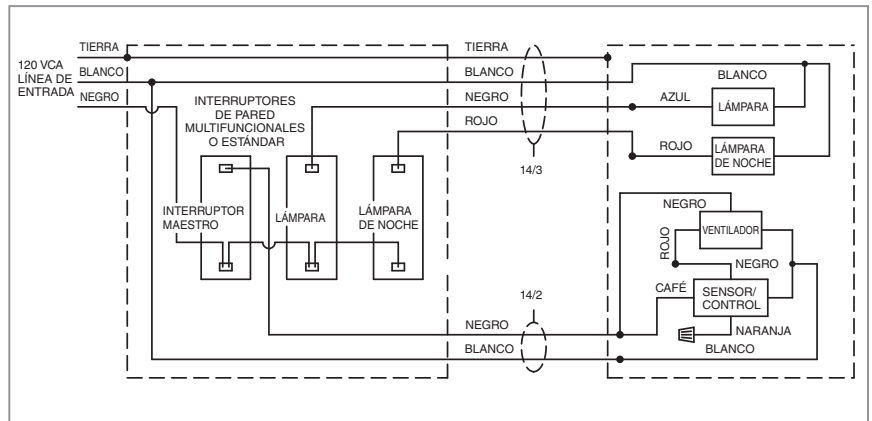 TIERRA
120 VCA
LÍNEA DE
ENTRADA
BLANCO
NEGRO
INTERRUPTORES
DE PARED
MULTIFUNCIONALES
O ESTÁNDAR
INTERRUPTOR
MAESTRO
LÁMPARA
LÁMPARA
DE NOCHE
TIERRA
BLANCO
NEGRO
ROJO
14/3
14/2
NEGRO
BLANCO
BLANCO
AZUL
LÁMPARA
ROJO
LÁMPARA
DE NOCHE
NEGRO
VENTILADOR
ROJO
NEGRO
CAFÉ
SENSOR/
CONTROL
NARANJA
BLANCO